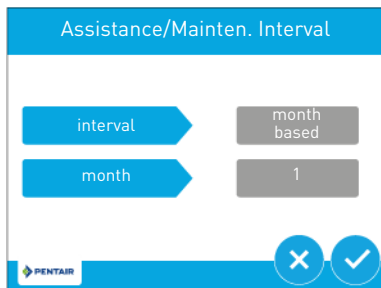 Assistance/Mainten. Interval
interval
month
based
month
1
PENTAIR